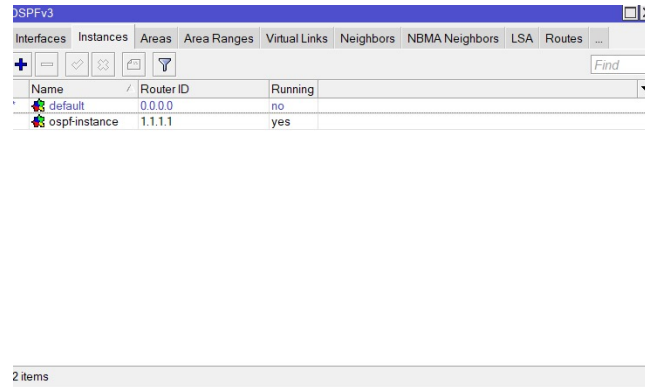 OSPFv3
Interfaces Instances Areas Area Ranges Virtual Links Neighbors NBMA Neighbors LSA Routes ...
Find
Name Router ID Running
* default 0.0.0.0 no
ospf-instance 1.1.1.1 yes
2 items